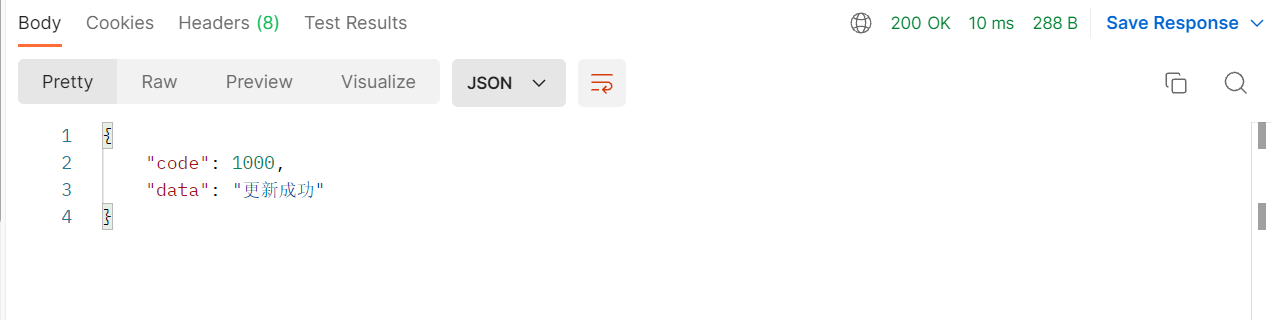 Body Cookies Headers (8) Test Results 200 OK 10 ms 288 B Save Response
Pretty Raw Preview Visualize JSON
1 {
2 "code": 1000,
3 "data": "更新成功"
4 }